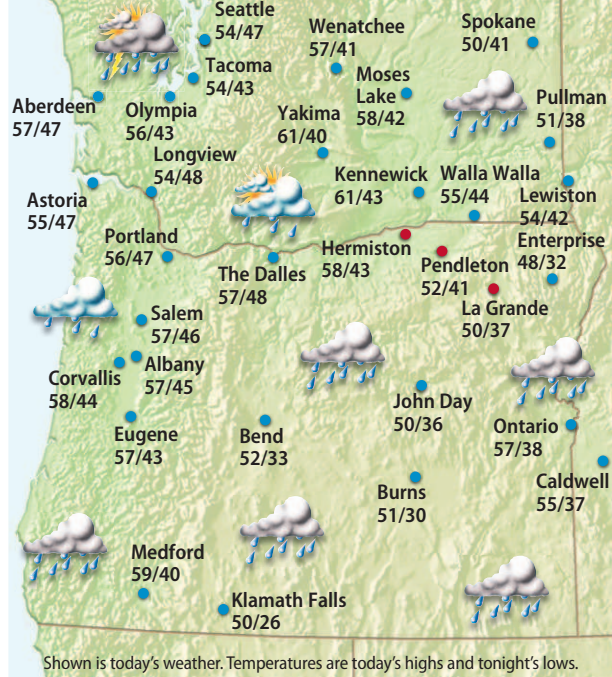 Seattle
54/47
Wenatchee
57/41
Spokane
50/41
Tacoma
54/43
Moses
Lake
58/42
Aberdeen
57/47
Olympia
56/43
Yakima
61/40
Pullman
51/38
Longview
54/48
Kennewick
61/43
Walla Walla
55/44
Lewiston
54/42
Astoria
55/47
Portland
56/47
The Dalles
57/48
Hermiston
58/43
Pendleton
52/41
Enterprise
48/32
La Grande
50/37
Salem
57/46
Albany
57/45
Corvallis
58/44
Eugene
57/43
Bend
52/33
John Day
50/36
Ontario
57/38
Caldwell
55/37
Burns
51/30
Medford
59/40
Klamath Falls
50/26
Shown is today's weather. Temperatures are today's highs and tonight's lows.